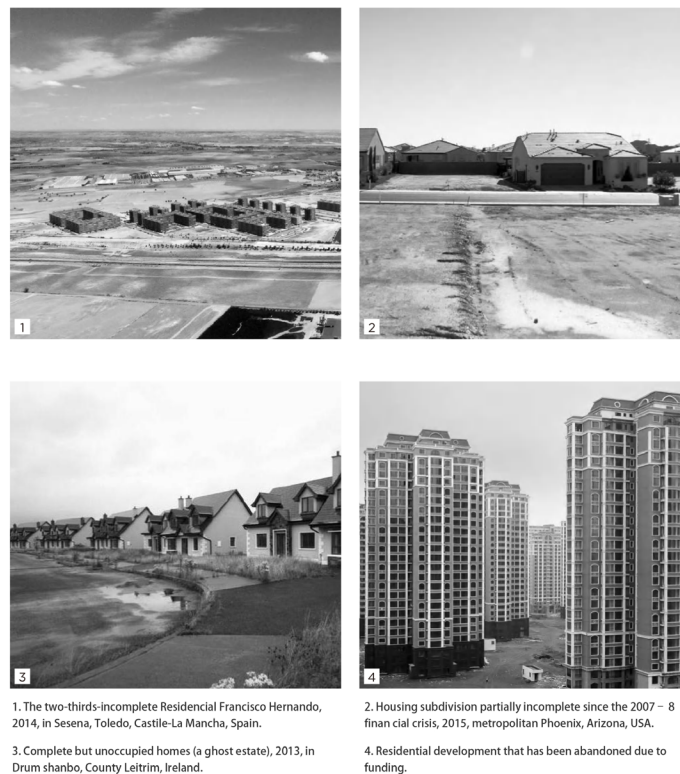 1
2
3
4
1. The two-thirds-incomplete Residencial Francisco Hernando,
2014, in Sesena, Toledo, Castile-La Mancha, Spain.
2. Housing subdivision partially incomplete since the 2007 – 8
finan cial crisis, 2015, metropolitan Phoenix, Arizona, USA.
3. Complete but unoccupied homes (a ghost estate), 2013, in
Drum shanbo, County Leitrim, Ireland.
4. Residential development that has been abandoned due to
funding.